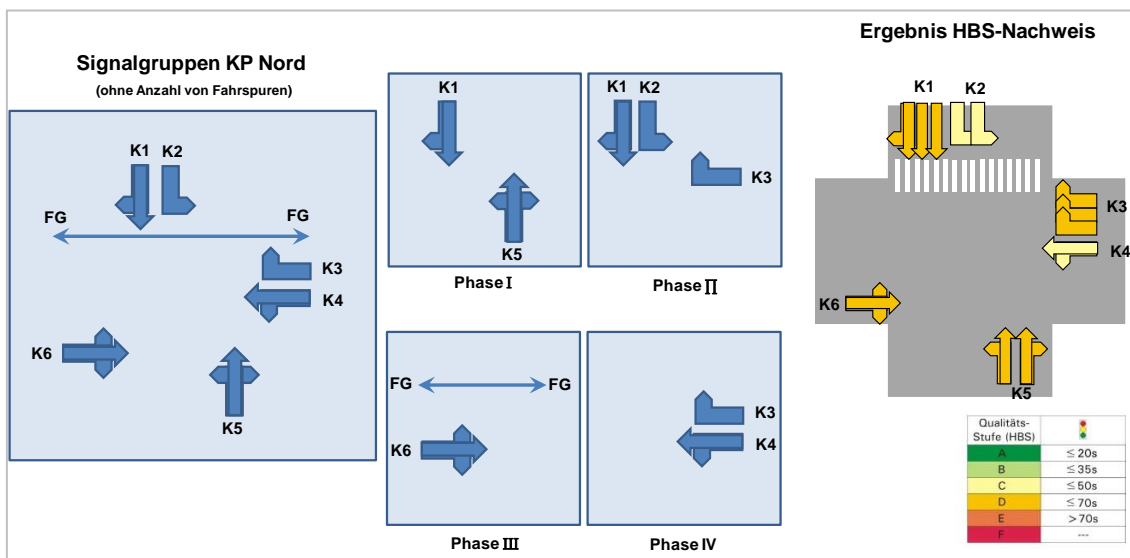 Signalgruppen KP Nord
(ohne Anzahl von Fahrspuren)
K1
K2
FG
FG
K3
K4
K6
K5
K1
K5
Phase I
K1
K2
K3
Phase II
FG
FG
K6
Phase III
K3
K4
Phase IV
Ergebnis HBS-Nachweis
K1
K2
K3
K4
K6
K5
Qualitäts-
Stufe (HBS)
A ≤ 20s
B ≤ 35s
C ≤ 50s
D ≤ 70s
E > 70s
F ---